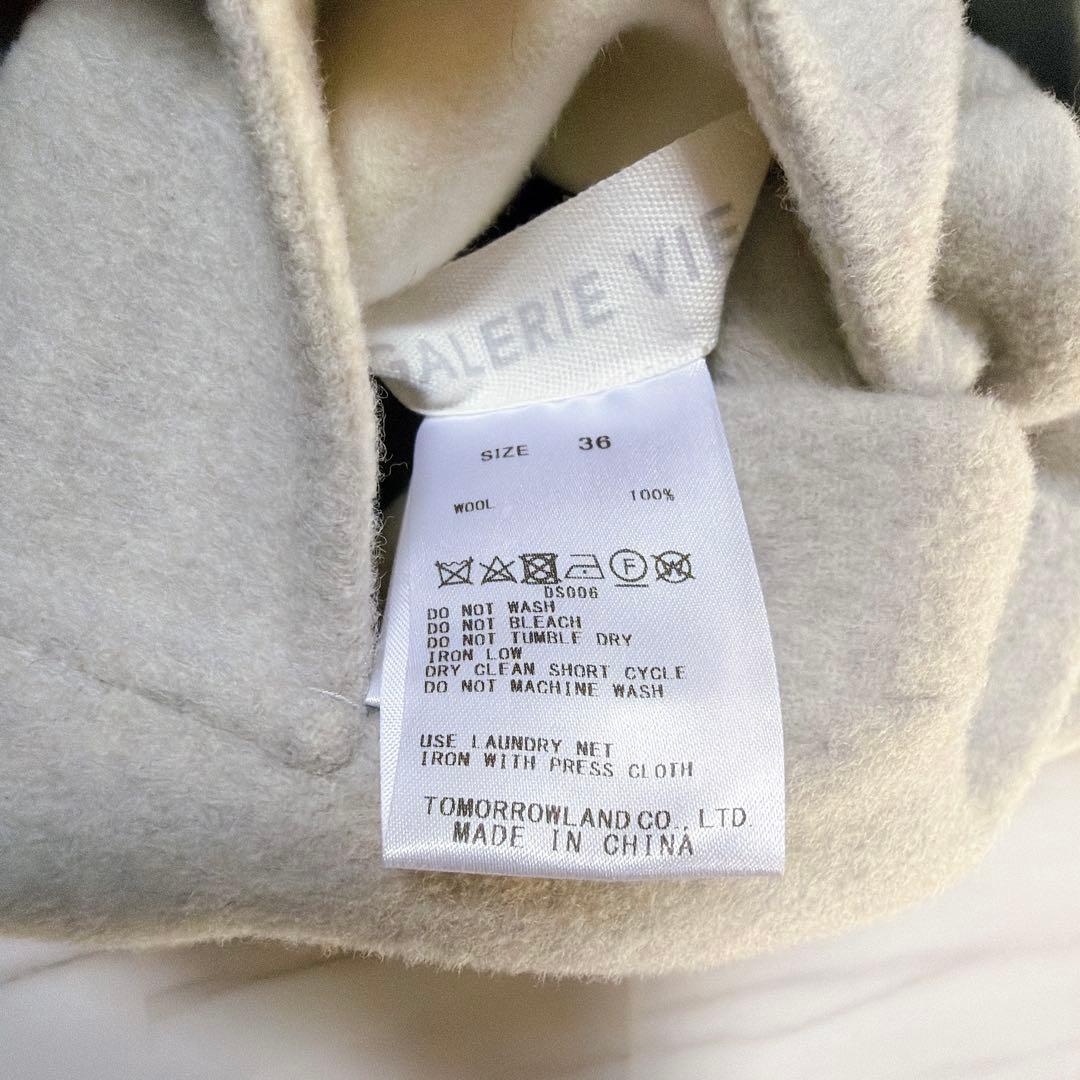 GALERIE VIE
SIZE 36
WOOL 100%
F W
DS006
DO NOT WASH
DO NOT BLEACH
DO NOT TUMBLE DRY
IRON LOW
DRY CLEAN SHORT CYCLE
DO NOT MACHINE WASH
USE LAUNDRY NET
IRON WITH PRESS CLOTH
TOMORROWLAND CO., LTD.
MADE IN CHINA